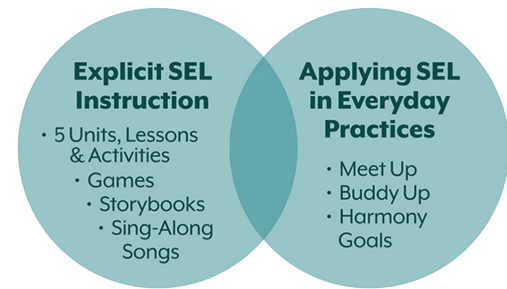 Explicit SEL
Instruction
• 5 Units, Lessons
& Activities
• Games
• Storybooks
• Sing-Along
Songs
Applying SEL
in Everyday
Practices
• Meet Up
• Buddy Up
• Harmony
Goals